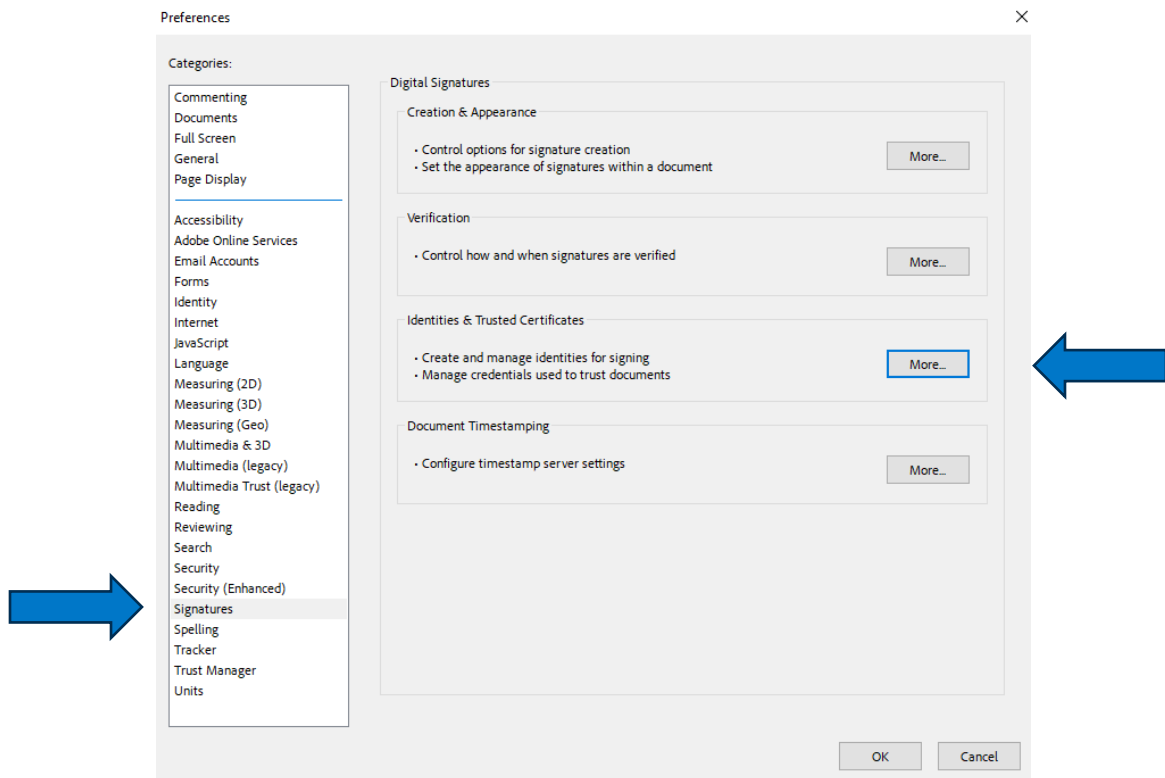 Preferences
Categories:
Commenting
Documents
Full Screen
General
Page Display
Accessibility
Adobe Online Services
Email Accounts
Forms
Identity
Internet
JavaScript
Language
Measuring (2D)
Measuring (3D)
Measuring (Geo)
Multimedia & 3D
Multimedia (legacy)
Multimedia Trust (legacy)
Reading
Reviewing
Search
Security
Security (Enhanced)
Signatures
Spelling
Tracker
Trust Manager
Units
Digital Signatures
Creation & Appearance
• Control options for signature creation
• Set the appearance of signatures within a document
More...
Verification
• Control how and when signatures are verified
More...
Identities & Trusted Certificates
• Create and manage identities for signing
• Manage credentials used to trust documents
More...
Document Timestamping
• Configure timestamp server settings
More...
OK
Cancel